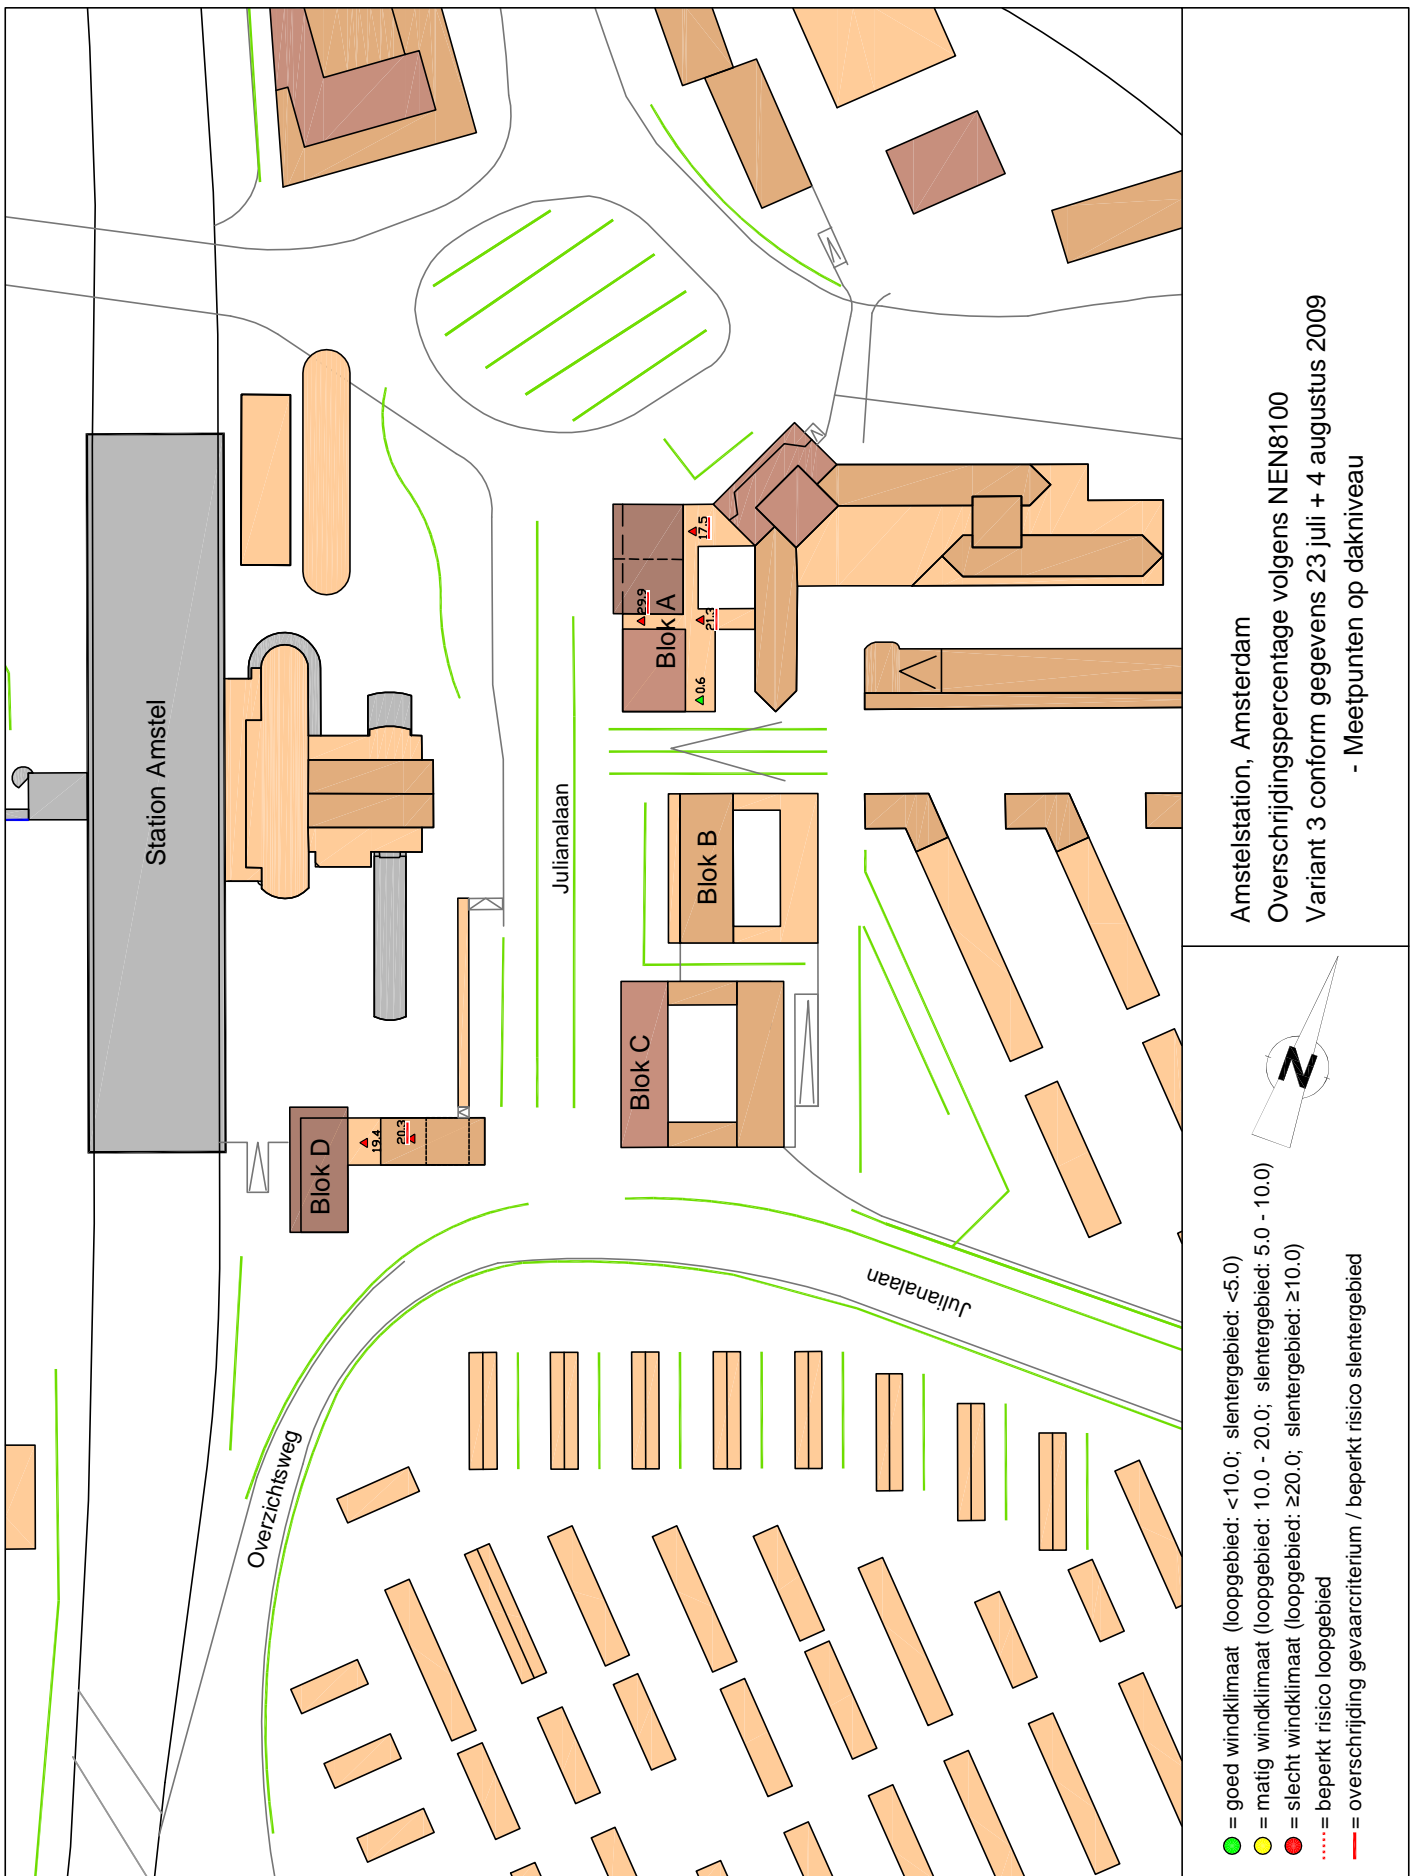 Station Amstel
Julianalaan
Blok A
29.9
17.5
21.3
0.6
Blok B
Blok C
Blok D
19.4
20.3
Julianalaan
Overzichtsweg
Amstelstation, Amsterdam
Overschrijdingspercentage volgens NEN8100
Variant 3 conform gegevens 23 juli + 4 augustus 2009
- Meetpunten op dakniveau
N
= goed windklimaat (loopgebied: <10.0; slentergebied: <5.0)
= matig windklimaat (loopgebied: 10.0 - 20.0; slentergebied: 5.0 - 10.0)
= slecht windklimaat (loopgebied: ≥20.0; slentergebied: ≥10.0)
= beperkt risico loopgebied
= overschrijding gevaarcriterium / beperkt risico slentergebied